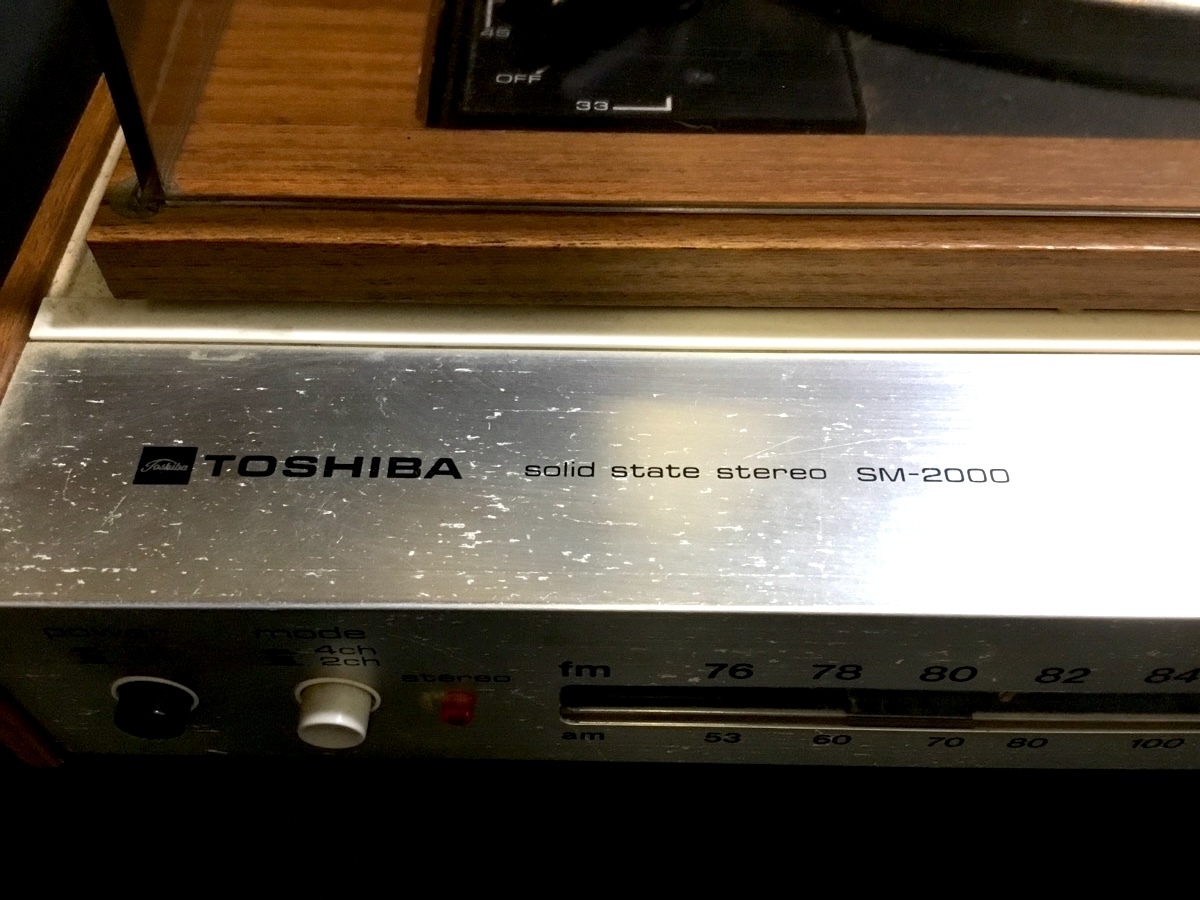 45
OFF
33
Toshiba TOSHIBA solid state stereo SM-2000
power mode
4ch
2ch
stereo
fm 76 78 80 82 84
am 53 60 70 80 100